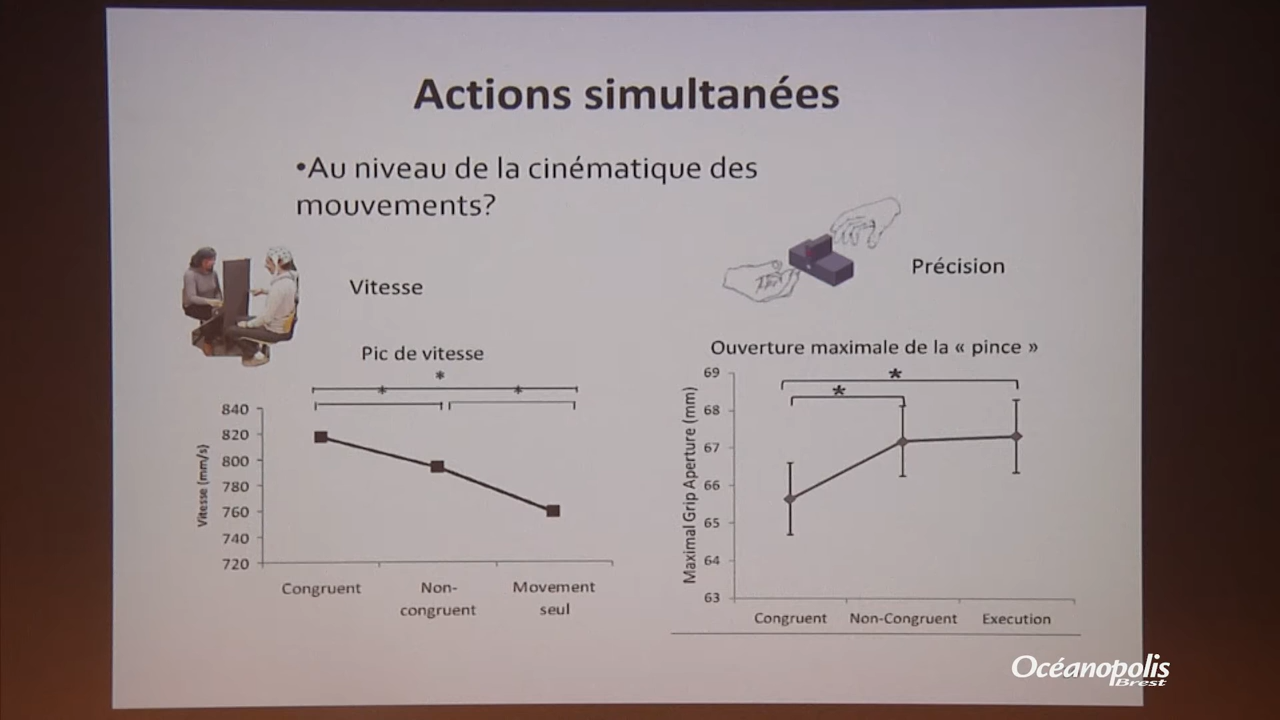 Actions simultanées
•Au niveau de la cinématique des
mouvements?
Vitesse
Précision
Pic de vitesse
*
* *
840
820
800
780
760
740
720
Vitesse (mm/s)
Congruent
Non-
congruent
Movement
seul
Ouverture maximale de la « pince »
*
*
69
68
67
66
65
64
63
Maximal Grip Aperture (mm)
Congruent Non-Congruent Execution
Océanopolis
Brest